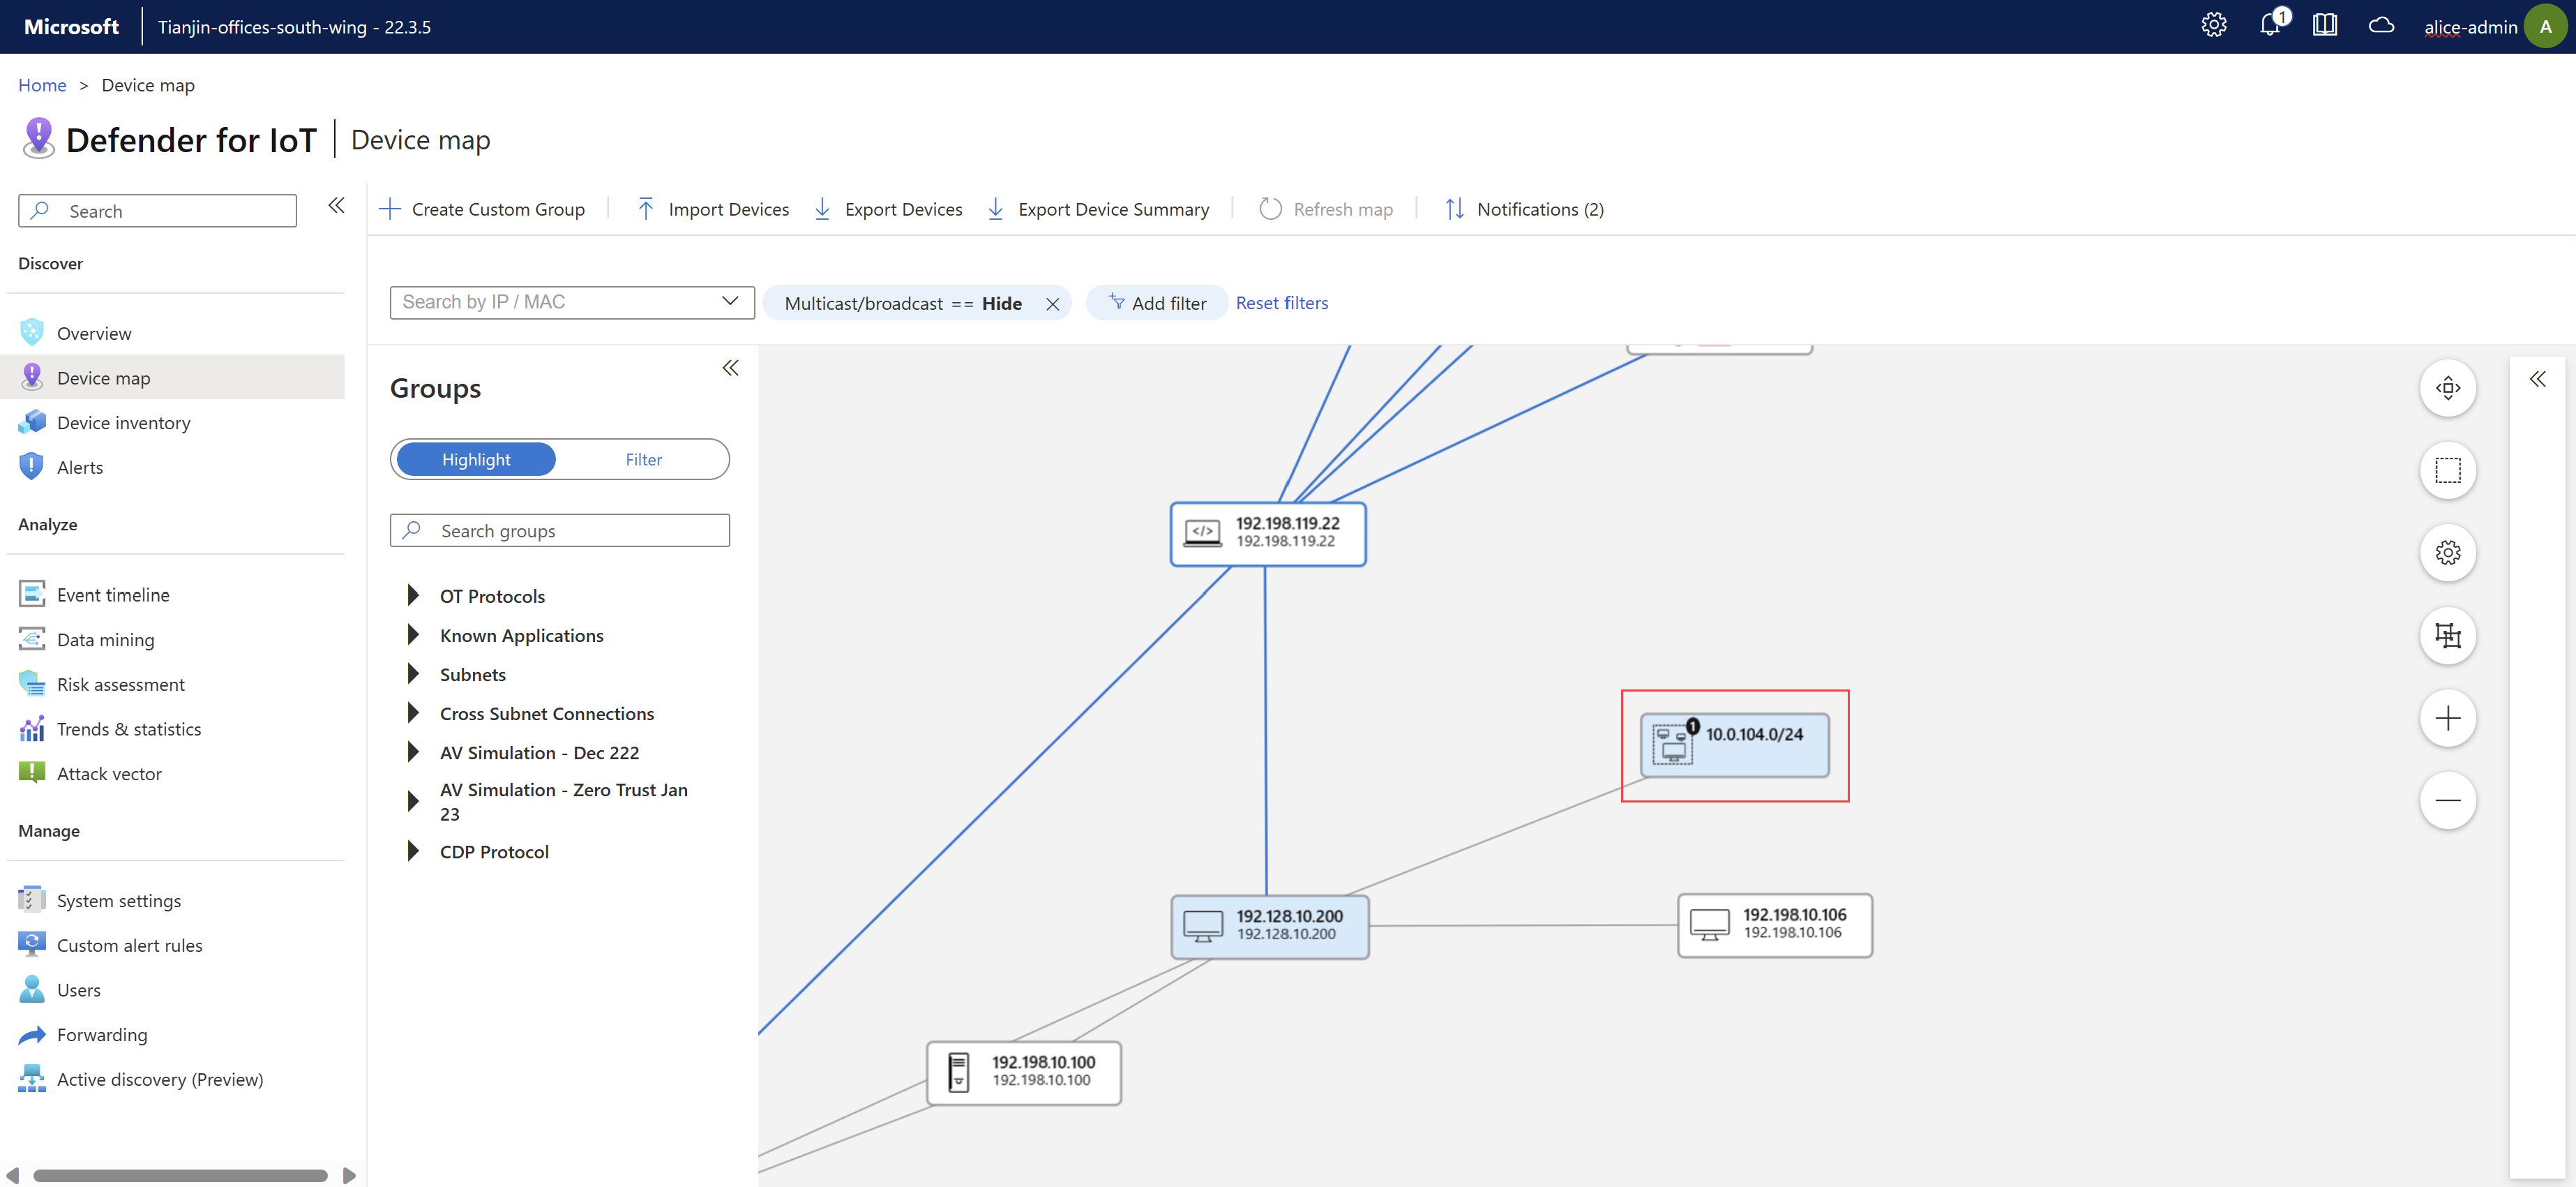 Microsoft
Tianjin-offices-south-wing - 22.3.5
1
alice-admin
A
Home > Device map
Defender for IoT
Device map
Search
Create Custom Group
Import Devices
Export Devices
Export Device Summary
Refresh map
Notifications (2)
Discover
Overview
Device map
Device inventory
Alerts
Analyze
Event timeline
Data mining
Risk assessment
Trends & statistics
Attack vector
Manage
System settings
Custom alert rules
Users
Forwarding
Active discovery (Preview)
Search by IP / MAC
Multicast/broadcast == Hide
Add filter
Reset filters
Groups
Highlight
Filter
Search groups
OT Protocols
Known Applications
Subnets
Cross Subnet Connections
AV Simulation - Dec 222
AV Simulation - Zero Trust Jan
23
CDP Protocol
192.198.119.22
192.198.119.22
1
10.0.104.0/24
192.128.10.200
192.128.10.200
192.198.10.106
192.198.10.106
192.198.10.100
192.198.10.100